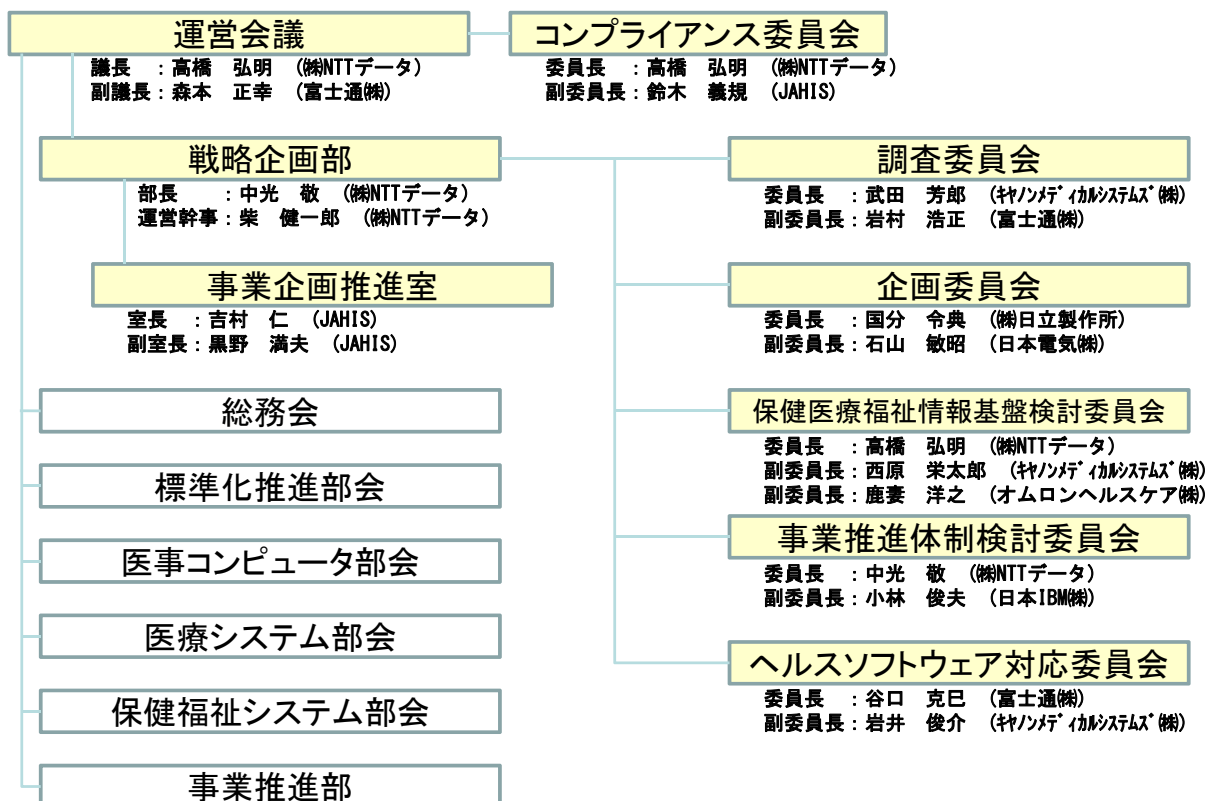 運営会議
議長　：高橋　弘明　（㈱NTTデータ）
副議長：森本　正幸　（富士通㈱）
コンプライアンス委員会
委員長　：高橋　弘明　（㈱NTTデータ）
副委員長：鈴木　義規　（JAHIS）
戦略企画部
部長　　：中光　敬　（㈱NTTデータ）
運営幹事：柴　健一郎　（㈱NTTデータ）
事業企画推進室
室長　：吉村　仁　（JAHIS）
副室長：黒野　満夫　（JAHIS）
総務会
標準化推進部会
医事コンピュータ部会
医療システム部会
保健福祉システム部会
事業推進部
調査委員会
委員長　：武田　芳郎　（ｷﾔﾉﾝﾒﾃﾞｨｶﾙｼｽﾃﾑｽﾞ㈱）
副委員長：岩村　浩正　（富士通㈱）
企画委員会
委員長　：国分　令典　（㈱日立製作所）
副委員長：石山　敏昭　（日本電気㈱）
保健医療福祉情報基盤検討委員会
委員長　：高橋　弘明　（㈱NTTデータ）
副委員長：西原　栄太郎　（ｷﾔﾉﾝﾒﾃﾞｨｶﾙｼｽﾃﾑｽﾞ㈱）
副委員長：鹿妻　洋之　（オムロンヘルスケア㈱）
事業推進体制検討委員会
委員長　：中光　敬　（㈱NTTデータ）
副委員長：小林　俊夫　（日本IBM㈱）
ヘルスソフトウェア対応委員会
委員長　：谷口　克巳　（富士通㈱）
副委員長：岩井　俊介　（ｷﾔﾉﾝﾒﾃﾞｨｶﾙｼｽﾃﾑｽﾞ㈱）